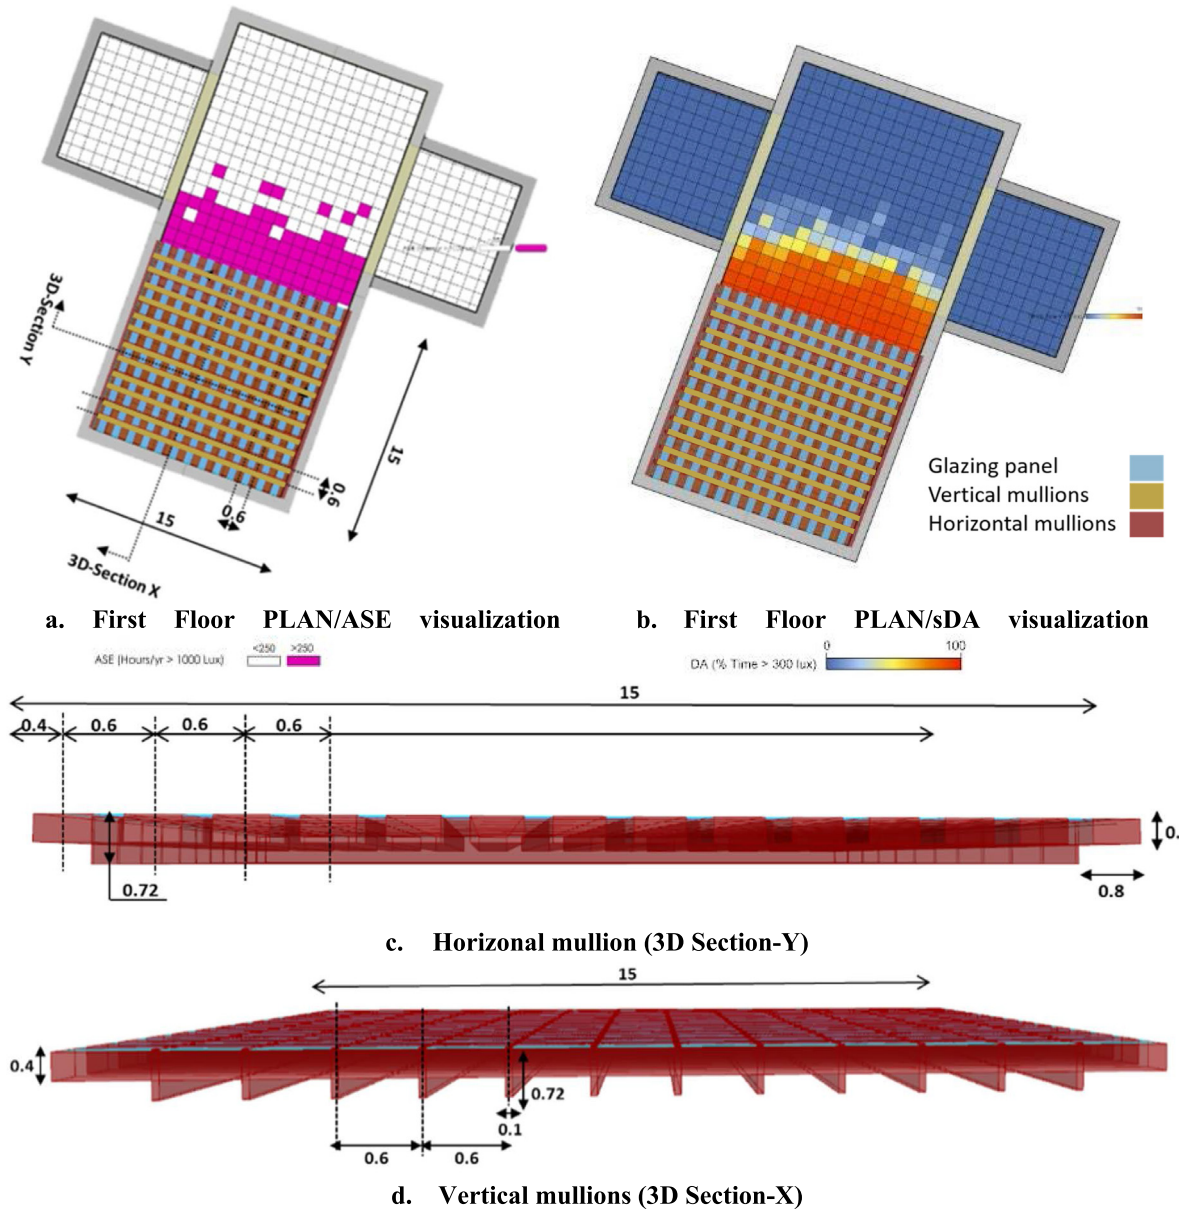 3D-Section Y
15
0.6
15
0.6
3D-Section X
Glazing panel
Vertical mullions
Horizontal mullions
a. First Floor PLAN/ASE visualization
b. First Floor PLAN/sDA visualization
<250 >250
ASE (Hours/yr > 1000 Lux)
0 100
DA (% Time > 300 lux)
15
0.4 0.6 0.6 0.6
0.
0.72
0.8
c. Horizonal mullion (3D Section-Y)
15
0.4
0.72
0.1
0.6 0.6
d. Vertical mullions (3D Section-X)